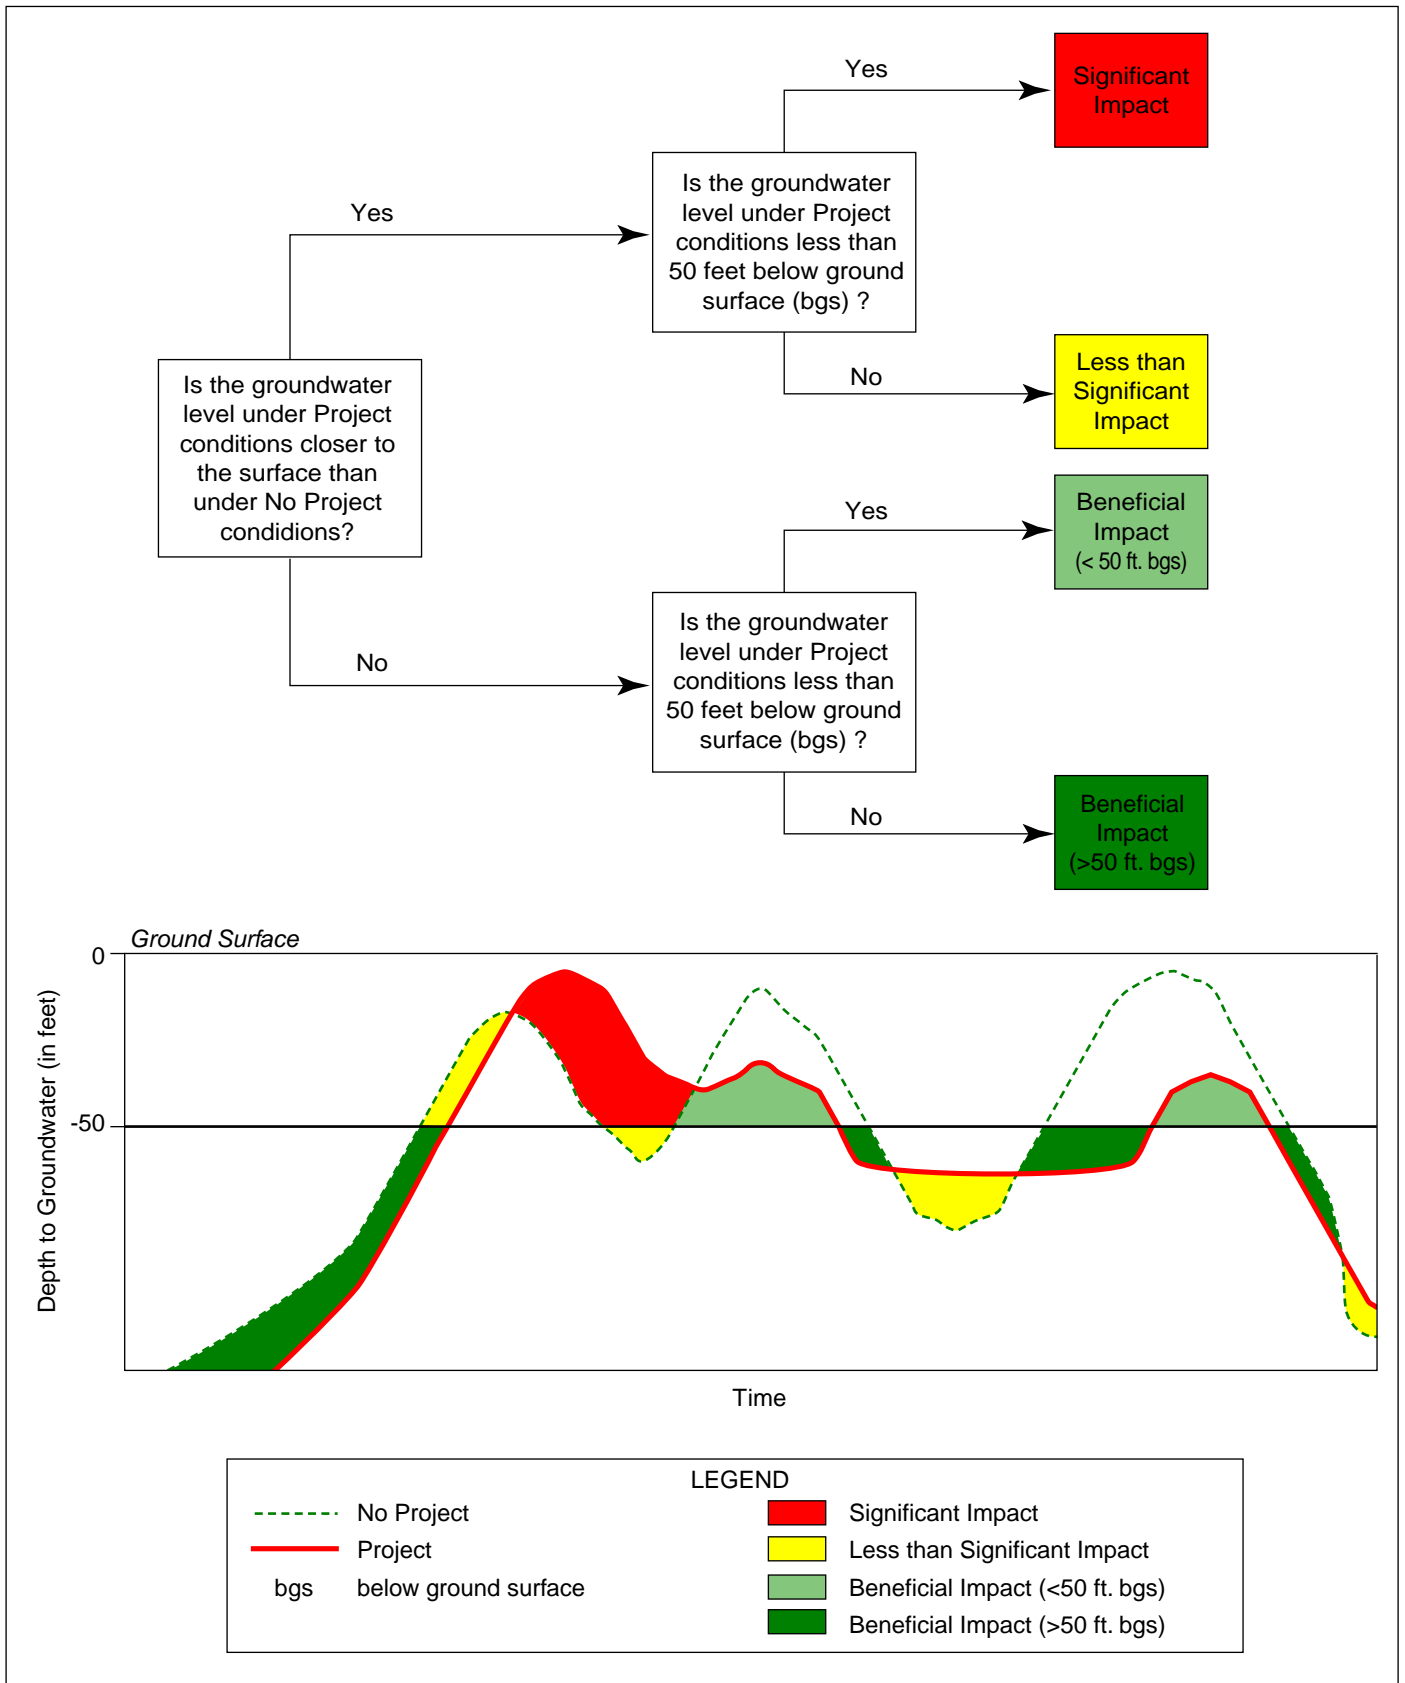 Yes
Significant
Impact
Is the groundwater
level under Project
conditions less than
50 feet below ground
surface (bgs) ?
Yes
No
Less than
Significant
Impact
Is the groundwater
level under Project
conditions closer to
the surface than
under No Project
condidions?
Yes
Beneficial
Impact
(< 50 ft. bgs)
Is the groundwater
level under Project
conditions less than
50 feet below ground
surface (bgs) ?
No
No
Beneficial
Impact
(>50 ft. bgs)
Ground Surface
0
-50
Depth to Groundwater (in feet)
Time
LEGEND
No Project
Project
bgs below ground surface
Significant Impact
Less than Significant Impact
Beneficial Impact (<50 ft. bgs)
Beneficial Impact (>50 ft. bgs)